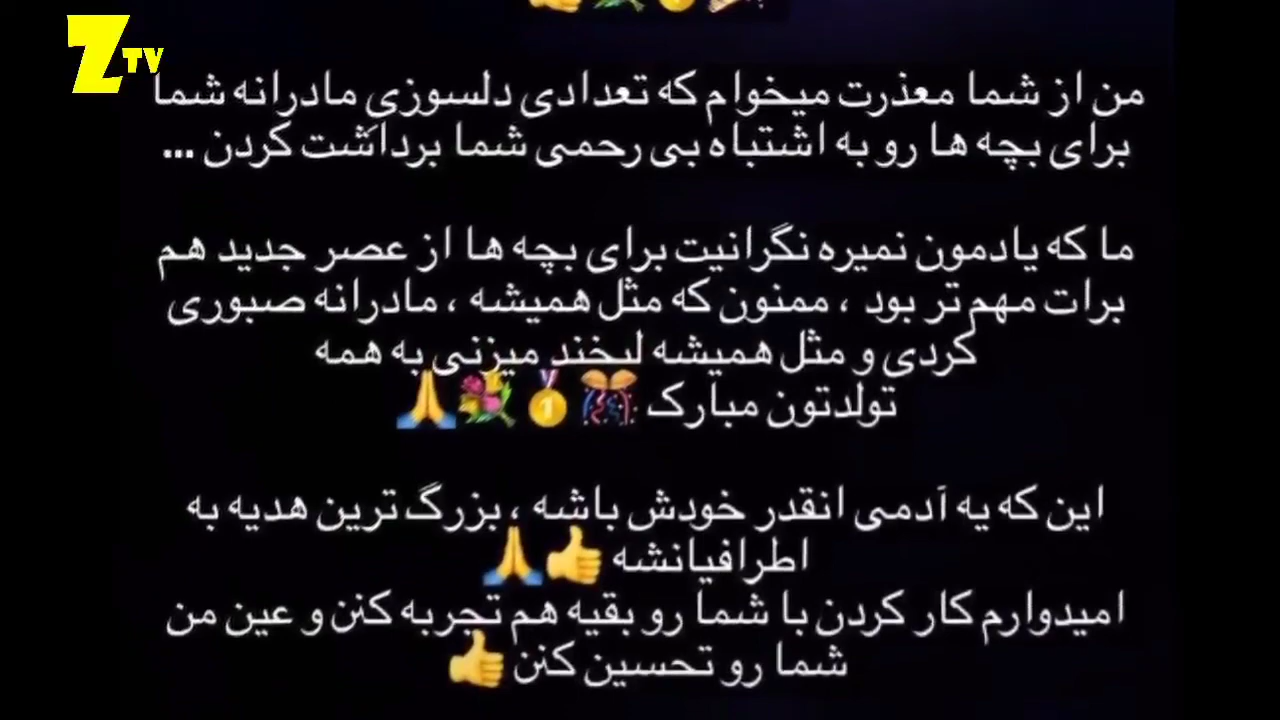 Z TV
من از شما معذرت میخوام که تعدادی دلسوزی مادرانه شما
برای بچه ها رو به اشتباه بی رحمی شما برداشت کردن ...
ما که یادمون نمیره نگرانیت برای بچه ها از عصر جدید هم
برات مهم تر بود ، ممنون که مثل همیشه ، مادرانه صبوری
کردی و مثل همیشه لبخند میزنی به همه
تولدتون مبارک 🎊🥇💐🙏
این که یه آدمی انقدر خودش باشه ، بزرگ ترین هدیه به
اطرافیانشه 👍🙏
امیدوارم کار کردن با شما رو بقیه هم تجربه کنن و عین من
شما رو تحسین کنن 👍